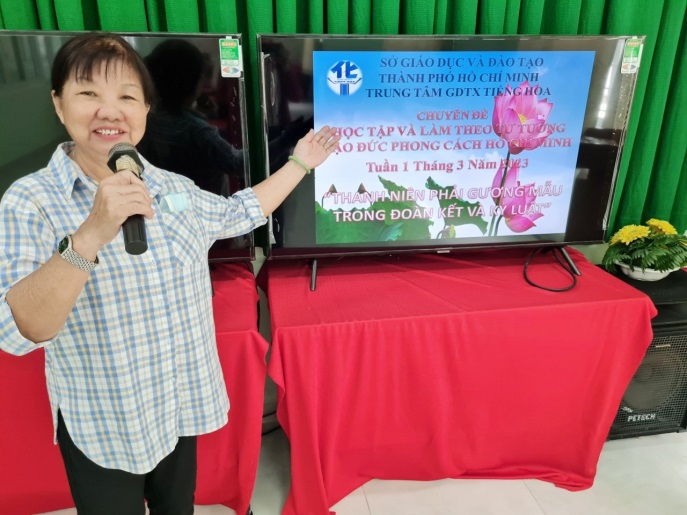 SỞ GIÁO DỤC VÀ ĐÀO TẠO
THÀNH PHỐ HỒ CHÍ MINH
TRUNG TÂM GDTX TIẾNG HOA
CHUYÊN ĐỀ
HỌC TẬP VÀ LÀM THEO TƯ TƯỞNG
ĐẠO ĐỨC PHONG CÁCH HỒ CHÍ MINH
Tuần 1 Tháng 3 Năm 2023
“THANH NIÊN PHẢI GƯƠNG MẪU
TRONG ĐOÀN KẾT VÀ KỶ LUẬT”
PETECH